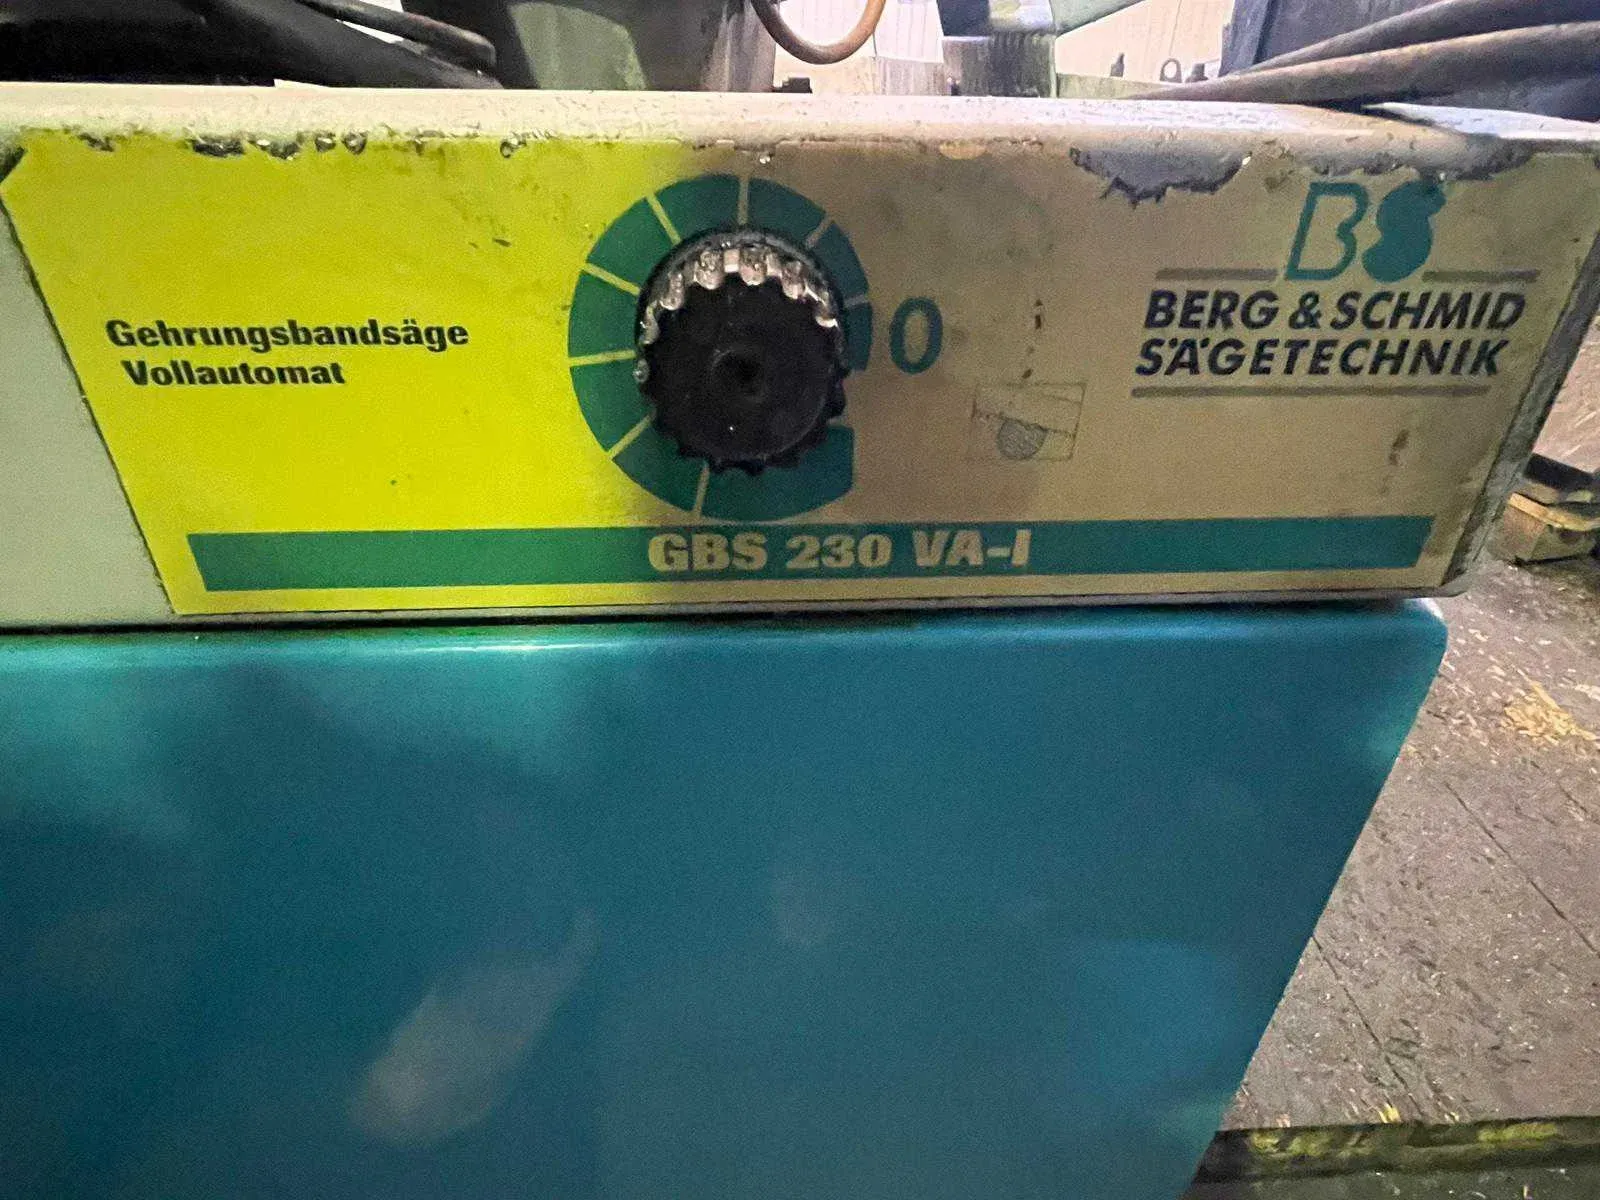 Gehrungsbandsäge
Vollautomat
0
BS
BERG & SCHMID
SÄGETECHNIK
GBS 230 VA-I